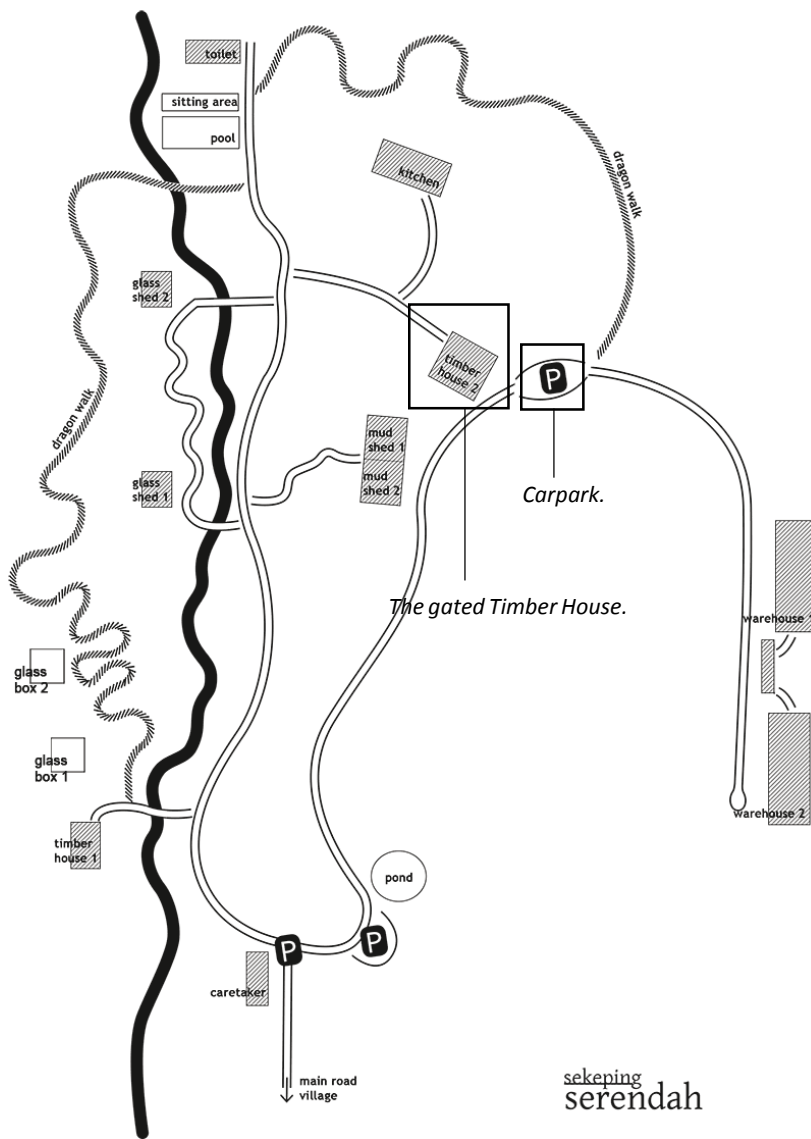 toilet
sitting area
pool
kitchen
dragon walk
glass
shed 2
timber
house 2
P
mud
shed 1
mud
shed 2
dragon walk
glass
shed 1
Carpark.
The gated Timber House.
warehouse 1
glass
box 2
glass
box 1
warehouse 2
timber
house 1
pond
P
P
caretaker
main road
village
sekeping
serendah